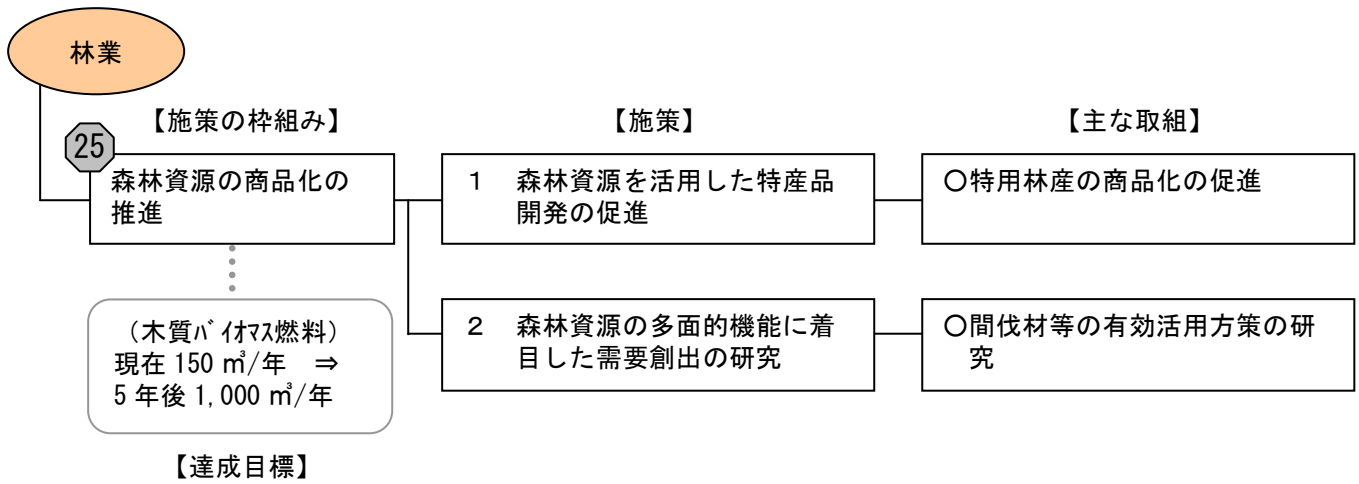 林業
【施策の枠組み】
【施策】
【主な取組】
25
森林資源の商品化の
推進
1 森林資源を活用した特産品
開発の促進
〇特用林産の商品化の促進
2 森林資源の多面的機能に着
目した需要創出の研究
〇間伐材等の有効活用方策の研
究
（木質ﾊﾞｲｵﾏｽ燃料）
現在 150 ㎥/年 ⇒
5 年後 1,000 ㎥/年
【達成目標】